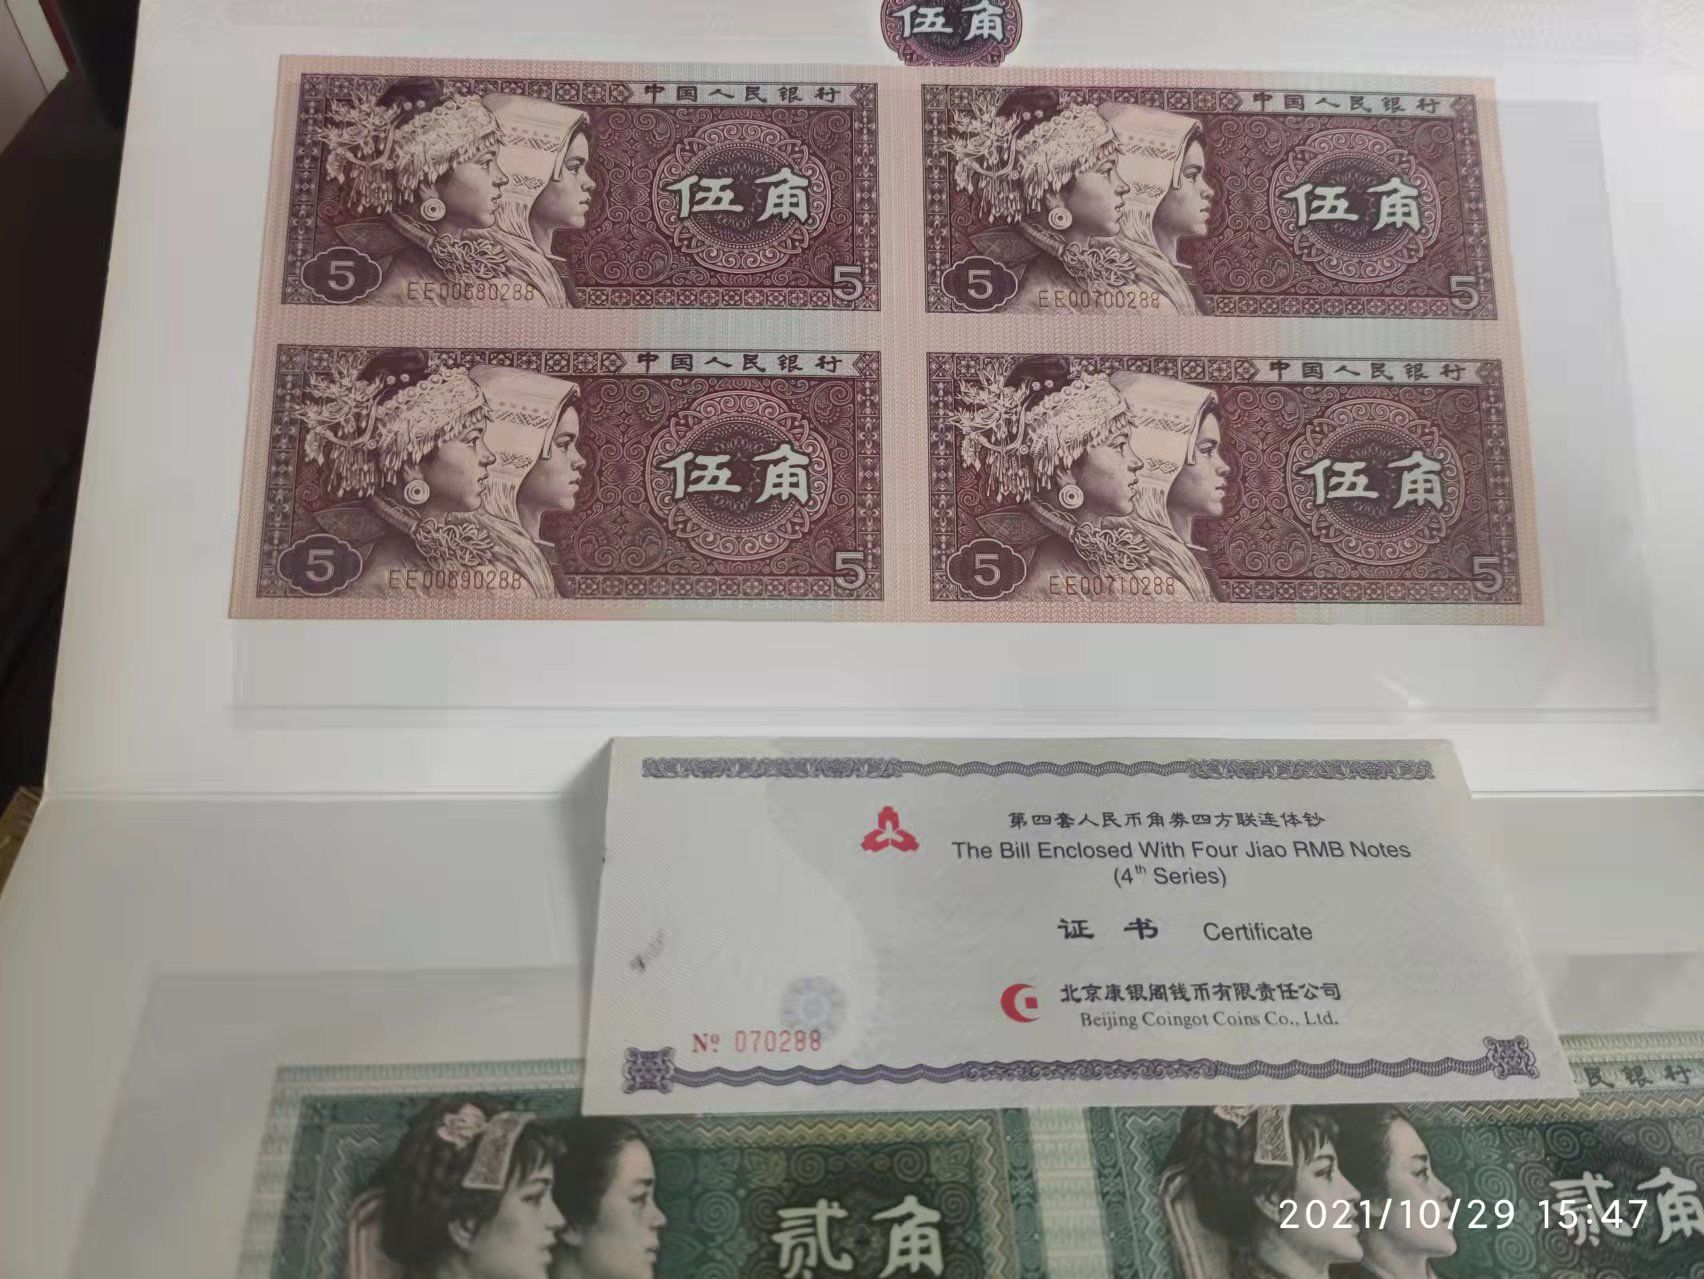 伍角
中国人民银行
伍角
5
EE00680288
5
中国人民银行
伍角
5
EE00700288
5
中国人民银行
伍角
5
EE00690288
5
中国人民银行
伍角
5
EE00710288
5
第四套人民币角券四方联连体钞
The Bill Enclosed With Four Jiao RMB Notes
(4th Series)
证书 Certificate
北京康银阁钱币有限责任公司
Beijing Coingot Coins Co., Ltd.
Nº 070288
民银行
贰角
贰角
2021/10/29 15:47